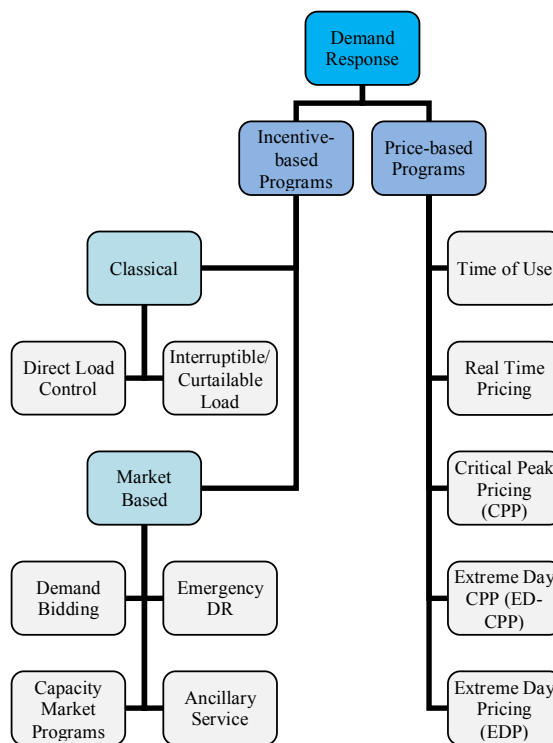 Demand
Response
Incentive-
based
Programs
Price-based
Programs
Classical
Time of Use
Direct Load
Control
Interruptible/
Curtailable
Load
Real Time
Pricing
Market
Based
Critical Peak
Pricing
(CPP)
Demand
Bidding
Emergency
DR
Extreme Day
CPP (ED-
CPP)
Capacity
Market
Programs
Ancillary
Service
Extreme Day
Pricing
(EDP)